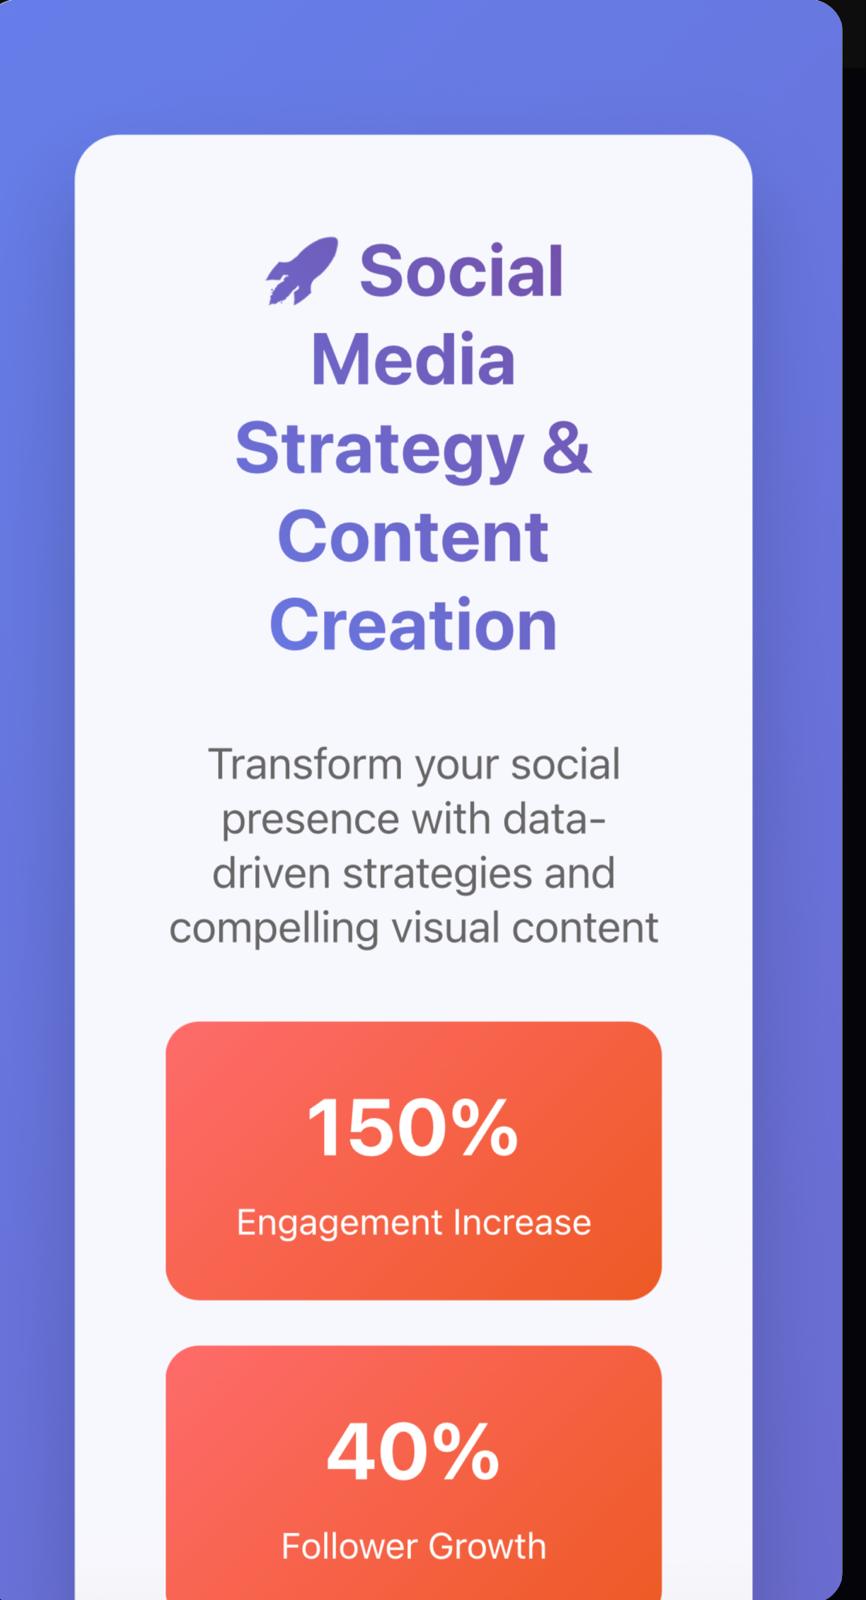 🚀 Social
Media
Strategy &
Content
Creation
Transform your social
presence with data-
driven strategies and
compelling visual content
150%
Engagement Increase
40%
Follower Growth